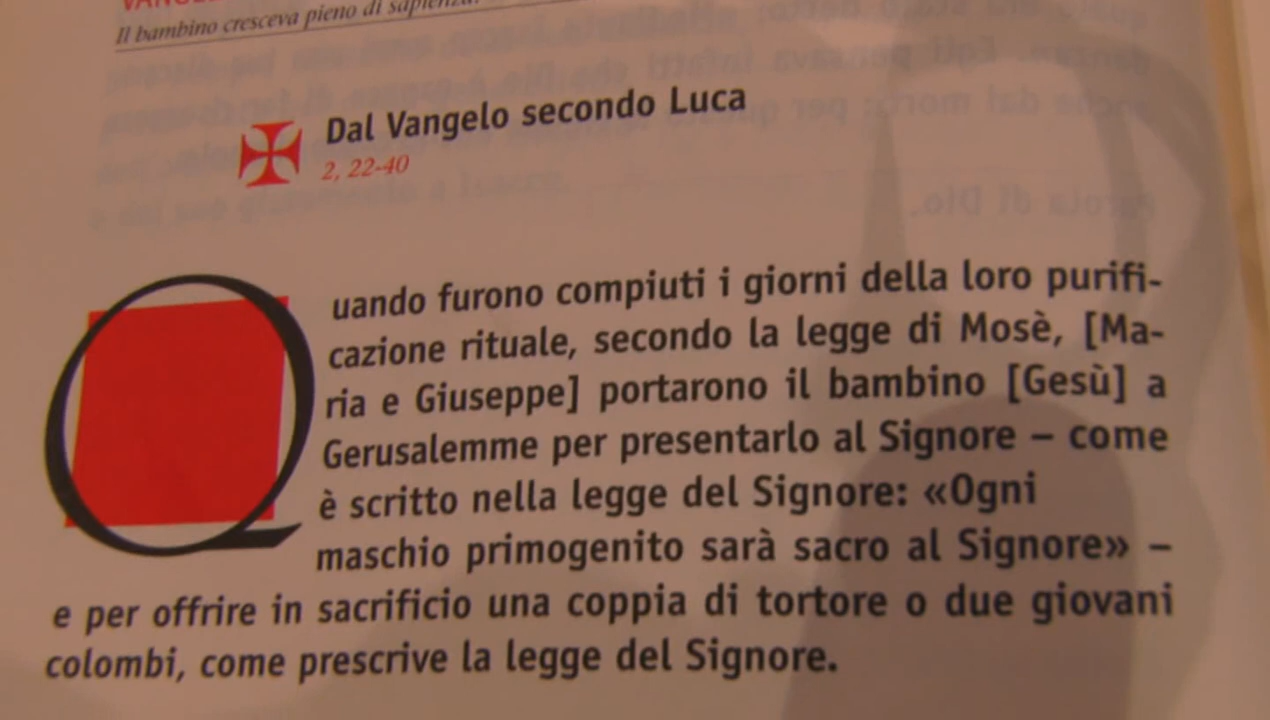 Il bambino cresceva pieno di sapienza.
Dal Vangelo secondo Luca
2, 22-40
Quando furono compiuti i giorni della loro purifi-
cazione rituale, secondo la legge di Mosè, [Ma-
ria e Giuseppe] portarono il bambino [Gesù] a
Gerusalemme per presentarlo al Signore – come
è scritto nella legge del Signore: «Ogni
maschio primogenito sarà sacro al Signore» –
e per offrire in sacrificio una coppia di tortore o due giovani
colombi, come prescrive la legge del Signore.